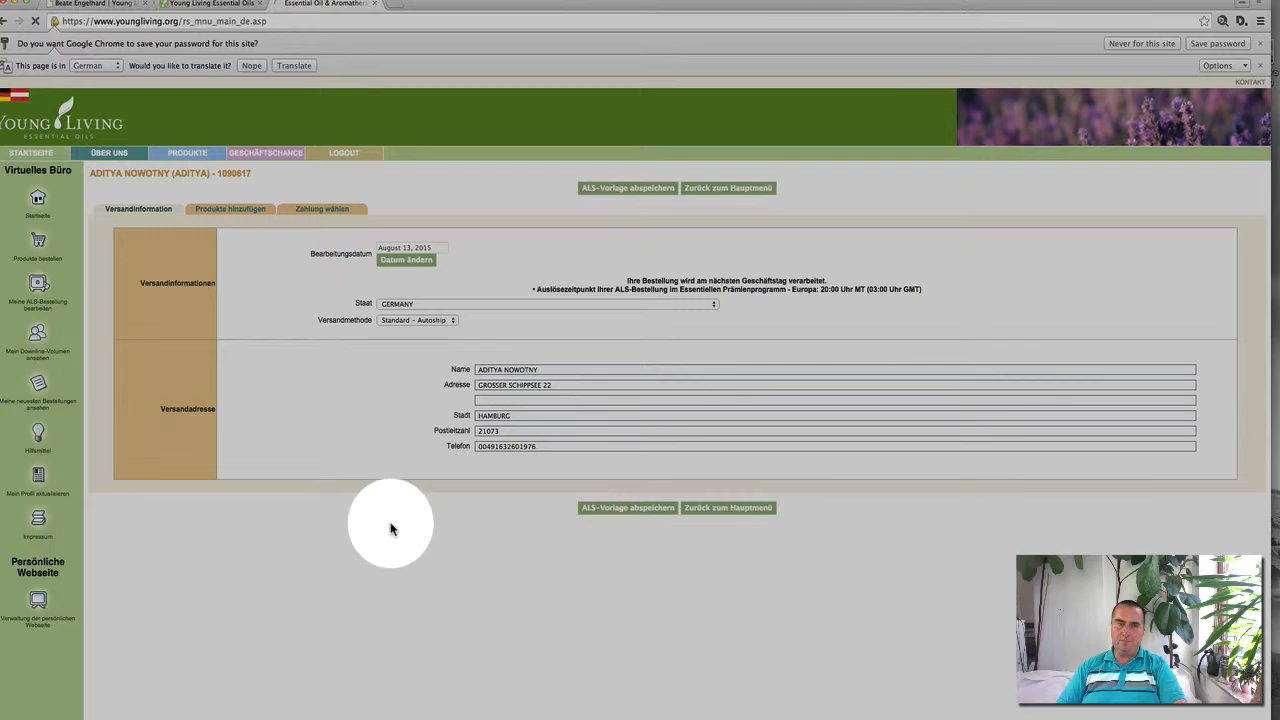 Beate Engelhard | Young L
Young Living Essential Oils
Essential Oil & Aromather
https://www.youngliving.org/rs_mnu_main_de.asp
Do you want Google Chrome to save your password for this site?
Never for this site
Save password
This page is in
German
Would you like to translate it?
Nope
Translate
Options
KONTAKT
YOUNG LIVING
ESSENTIAL OILS
STARTSEITE
ÜBER UNS
PRODUKTE
GESCHÄFTSCHANCE
LOGOUT
Virtuelles Büro
Startseite
Produkte bestellen
Meine ALS-Bestellung
bearbeiten
Mein Downline-Volumen
ansehen
Meine neuesten Bestellungen
ansehen
Hilfsmittel
Mein Profil aktualisieren
Impressum
Persönliche
Webseite
Verwaltung der persönlichen
Webseite
ADITYA NOWOTNY (ADITYA) - 1090617
ALS-Vorlage abspeichern
Zurück zum Hauptmenü
Versandinformation
Produkte hinzufügen
Zahlung wählen
Versandinformationen
Bearbeitungsdatum
August 13, 2015
Datum ändern
Ihre Bestellung wird am nächsten Geschäftstag verarbeitet.
• Auslösezeitpunkt Ihrer ALS-Bestellung im Essentiellen Prämienprogramm - Europa: 20:00 Uhr MT (03:00 Uhr GMT)
Staat
GERMANY
Versandmethode
Standard - Autoship
Versandadresse
Name
ADITYA NOWOTNY
Adresse
GROSSER SCHIPPSEE 22
Stadt
HAMBURG
Postleitzahl
21073
Telefon
00491632601976
ALS-Vorlage abspeichern
Zurück zum Hauptmenü